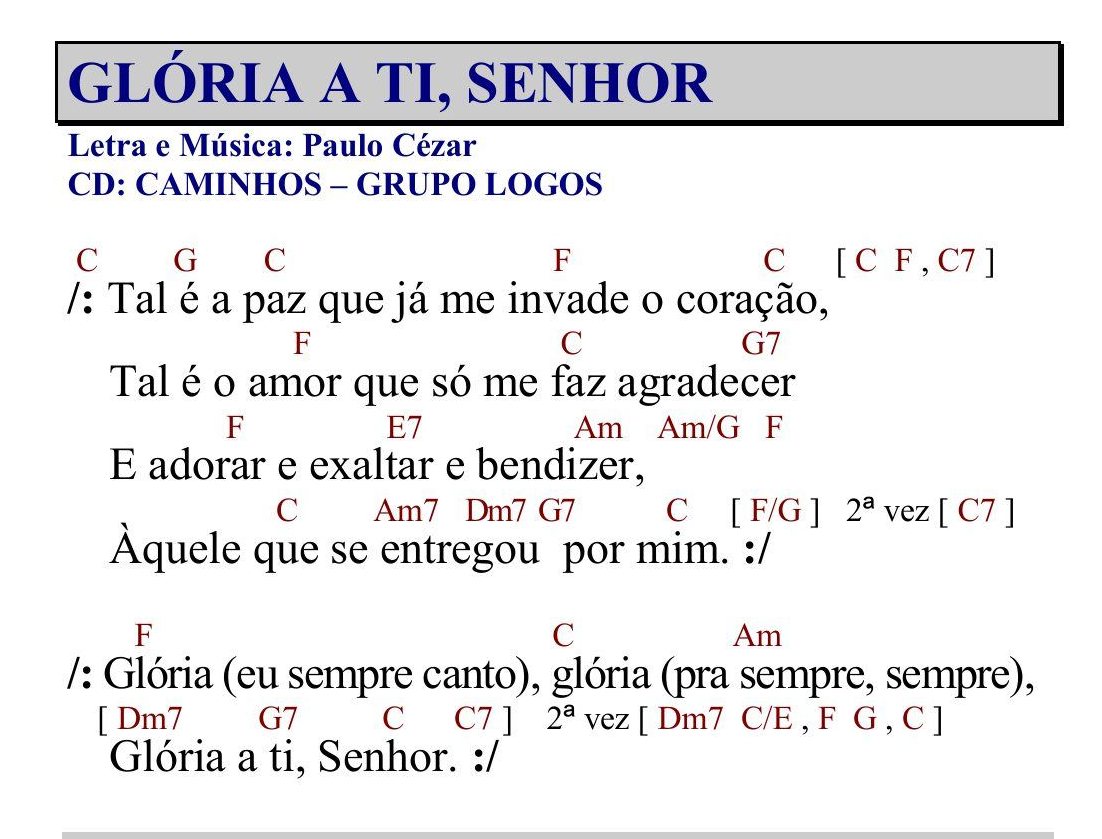 GLÓRIA A TI, SENHOR
Letra e Música: Paulo Cézar
CD: CAMINHOS – GRUPO LOGOS
C G C F C [ C F , C7 ]
/: Tal é a paz que já me invade o coração,
F C G7
Tal é o amor que só me faz agradecer
F E7 Am Am/G F
E adorar e exaltar e bendizer,
C Am7 Dm7 G7 C [ F/G ] 2ª vez [ C7 ]
Àquele que se entregou por mim. :/
F C Am
/: Glória (eu sempre canto), glória (pra sempre, sempre),
[ Dm7 G7 C C7 ] 2ª vez [ Dm7 C/E , F G , C ]
Glória a ti, Senhor. :/